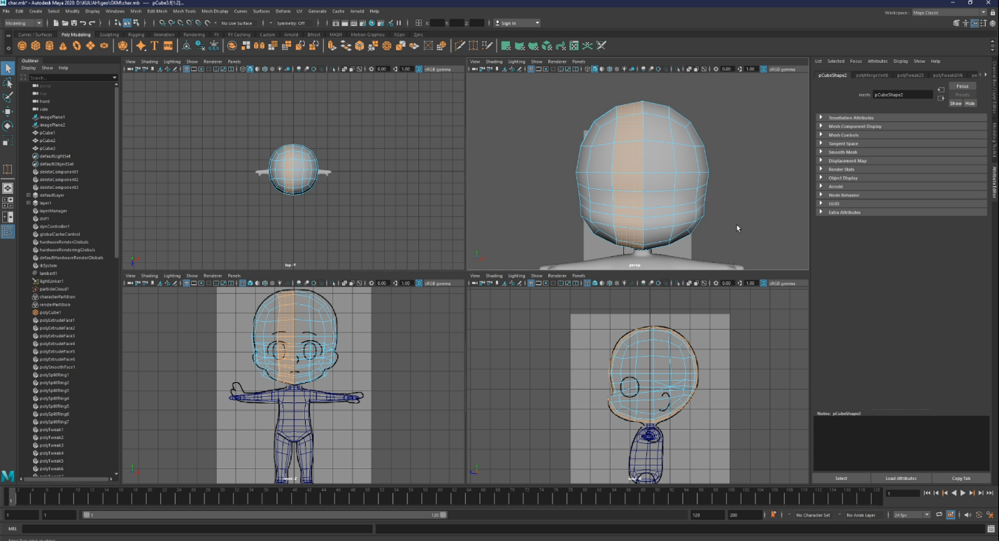 char.mb* - Autodesk Maya 2020: D:\KULIAH\geo\GKM\char.mb --- pCube3.f[1:2]...
File Edit Create Select Modify Display Windows Mesh Edit Mesh Mesh Tools Mesh Display Curves Surfaces Deform UV Generate Cache Arnold Help
Workspace : Maya Classic
Modeling No Live Surface Symmetry: Off X: Y: Z: Sign In
Curves / Surfaces Poly Modeling Sculpting Rigging Animation Rendering FX FX Caching Custom Arnold Bifrost MASH Motion Graphics XGen Zync
Outliner
Display Show Help
Search...
persp
top
front
side
imagePlane1
imagePlane2
pCube1
pCube2
pCube3
defaultLightSet
defaultObjectSet
deleteComponent1
deleteComponent2
deleteComponent3
defaultLayer
layer1
layerManager
dof1
dynController1
globalCacheControl
hardwareRenderGlobals
hardwareRenderingGlobals
defaultHardwareRenderGlobals
ikSystem
lambert1
lightLinker1
particleCloud1
characterPartition
renderPartition
polyCube1
polyExtrudeFace1
polyExtrudeFace2
polyExtrudeFace3
polyExtrudeFace4
polyExtrudeFace5
polyExtrudeFace6
polySmoothFace1
polySplitRing1
polySplitRing2
polySplitRing3
polySplitRing4
polySplitRing5
polySplitRing6
polySplitRing7
polyTweak1
polyTweak2
polyTweak3
polyTweak4
polyTweak5
polyTweak6
View Shading Lighting Show Renderer Panels
0.00 1.00 sRGB gamma
top -Y
View Shading Lighting Show Renderer Panels
0.00 1.00 sRGB gamma
persp
View Shading Lighting Show Renderer Panels
0.00 1.00 sRGB gamma
front -Z
View Shading Lighting Show Renderer Panels
0.00 1.00 sRGB gamma
List Selected Focus Attributes Display Show Help
pCubeShape2 polyMergeVert6 polyTweak23 polyTweakUV6
mesh: pCubeShape2
Focus
Presets
Show Hide
Tessellation Attributes
Mesh Component Display
Mesh Controls
Tangent Space
Smooth Mesh
Displacement Map
Render Stats
Object Display
Arnold
Node Behavior
UUID
Extra Attributes
Notes: pCubeShape2
Select Load Attributes Copy Tab
Channel Box / Layer Editor
Modeling Toolkit
Attribute Editor
1 1 1 120 120 200 No Character Set No Anim Layer 24 fps
MEL